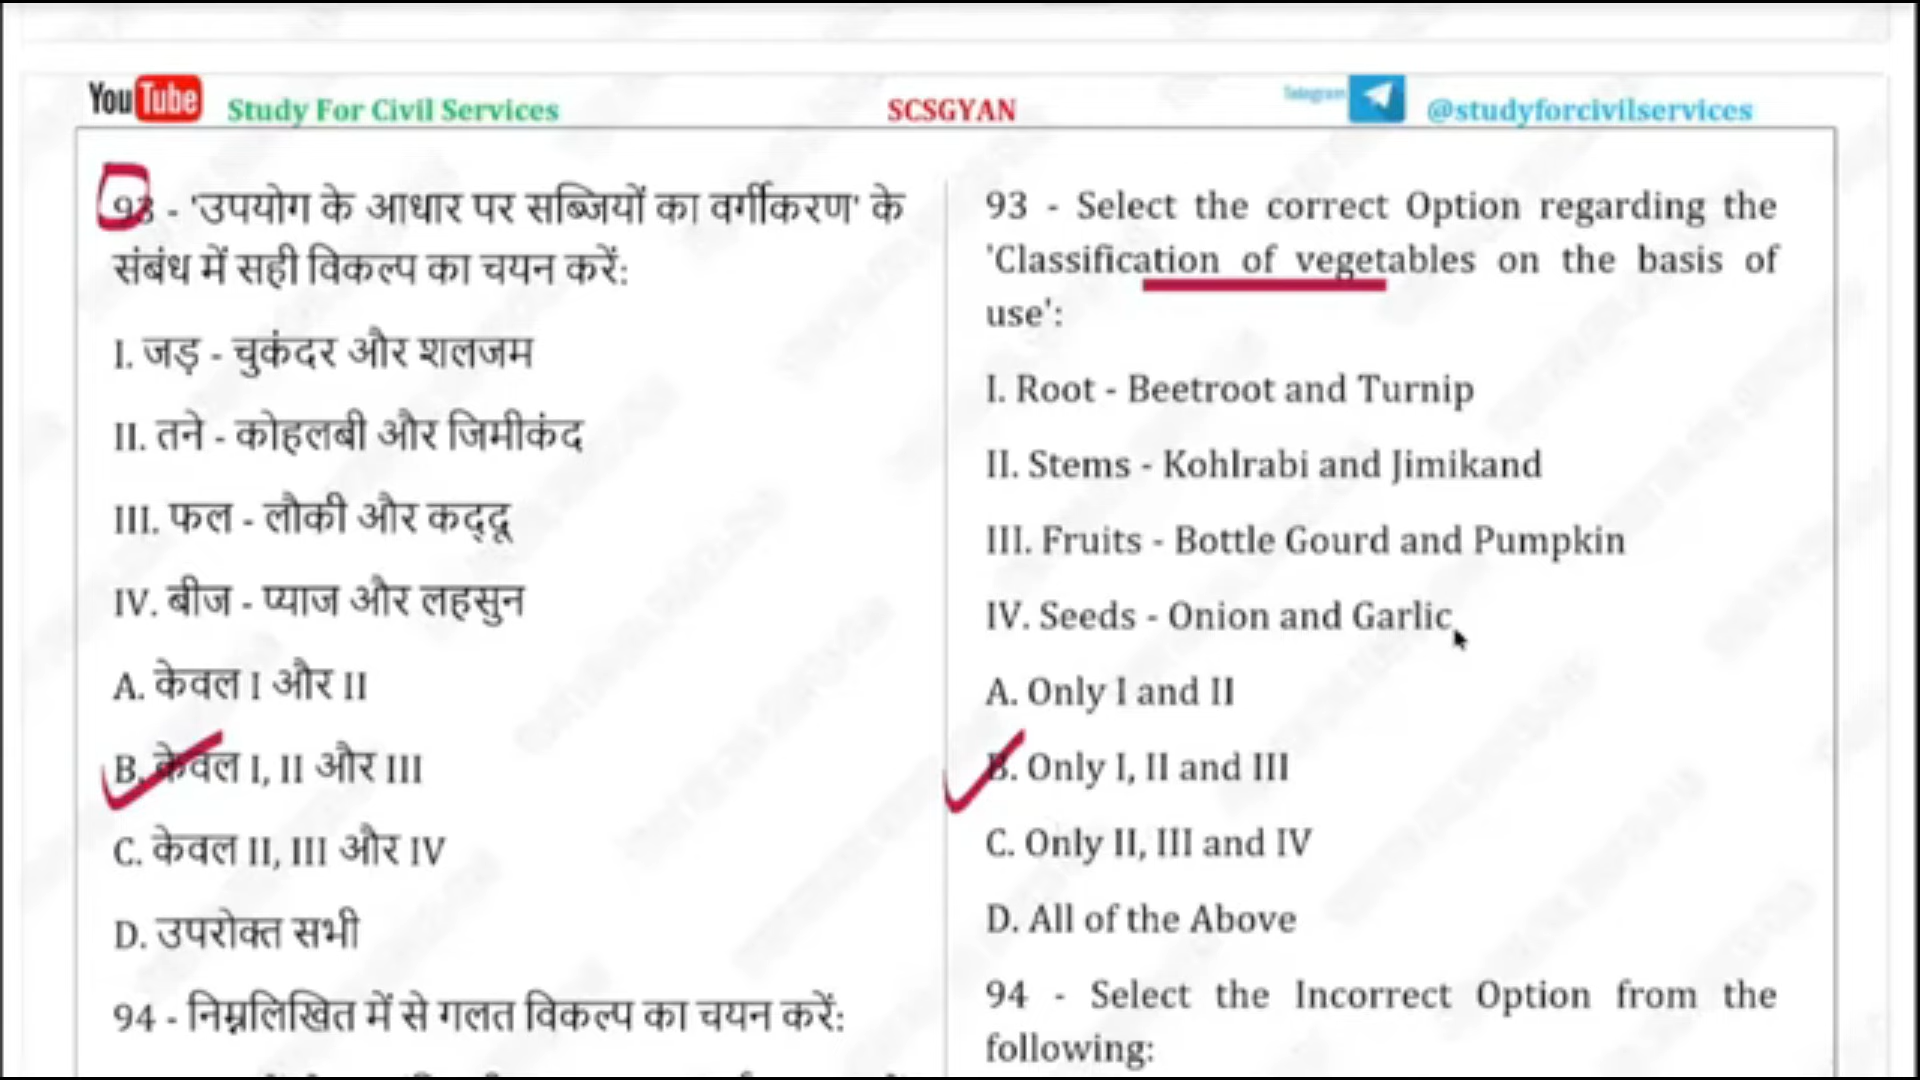 YouTube Study For Civil Services SCSGYAN Telegram @studyforcivilservices
93 - 'उपयोग के आधार पर सब्जियों का वर्गीकरण' के
संबंध में सही विकल्प का चयन करें:
I. जड़ - चुकंदर और शलजम
II. तने - कोहलबी और जिमीकंद
III. फल - लौकी और कद्दू
IV. बीज - प्याज और लहसुन
A. केवल I और II
B. केवल I, II और III
C. केवल II, III और IV
D. उपरोक्त सभी
94 - निम्नलिखित में से गलत विकल्प का चयन करें:
93 - Select the correct Option regarding the
'Classification of vegetables on the basis of
use':
I. Root - Beetroot and Turnip
II. Stems - Kohlrabi and Jimikand
III. Fruits - Bottle Gourd and Pumpkin
IV. Seeds - Onion and Garlic
A. Only I and II
B. Only I, II and III
C. Only II, III and IV
D. All of the Above
94 - Select the Incorrect Option from the
following: